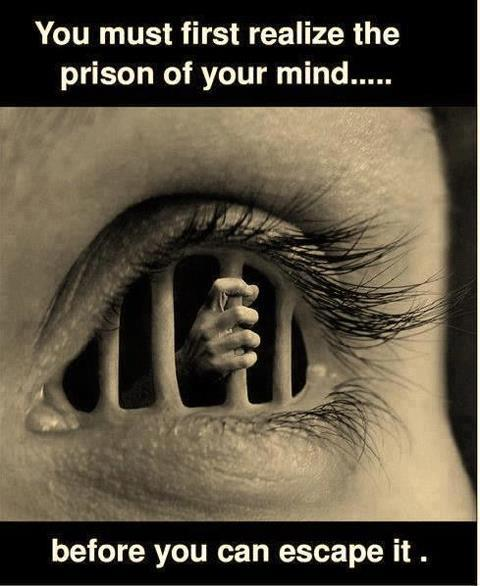 You must first realize the
prison of your mind.....
before you can escape it .